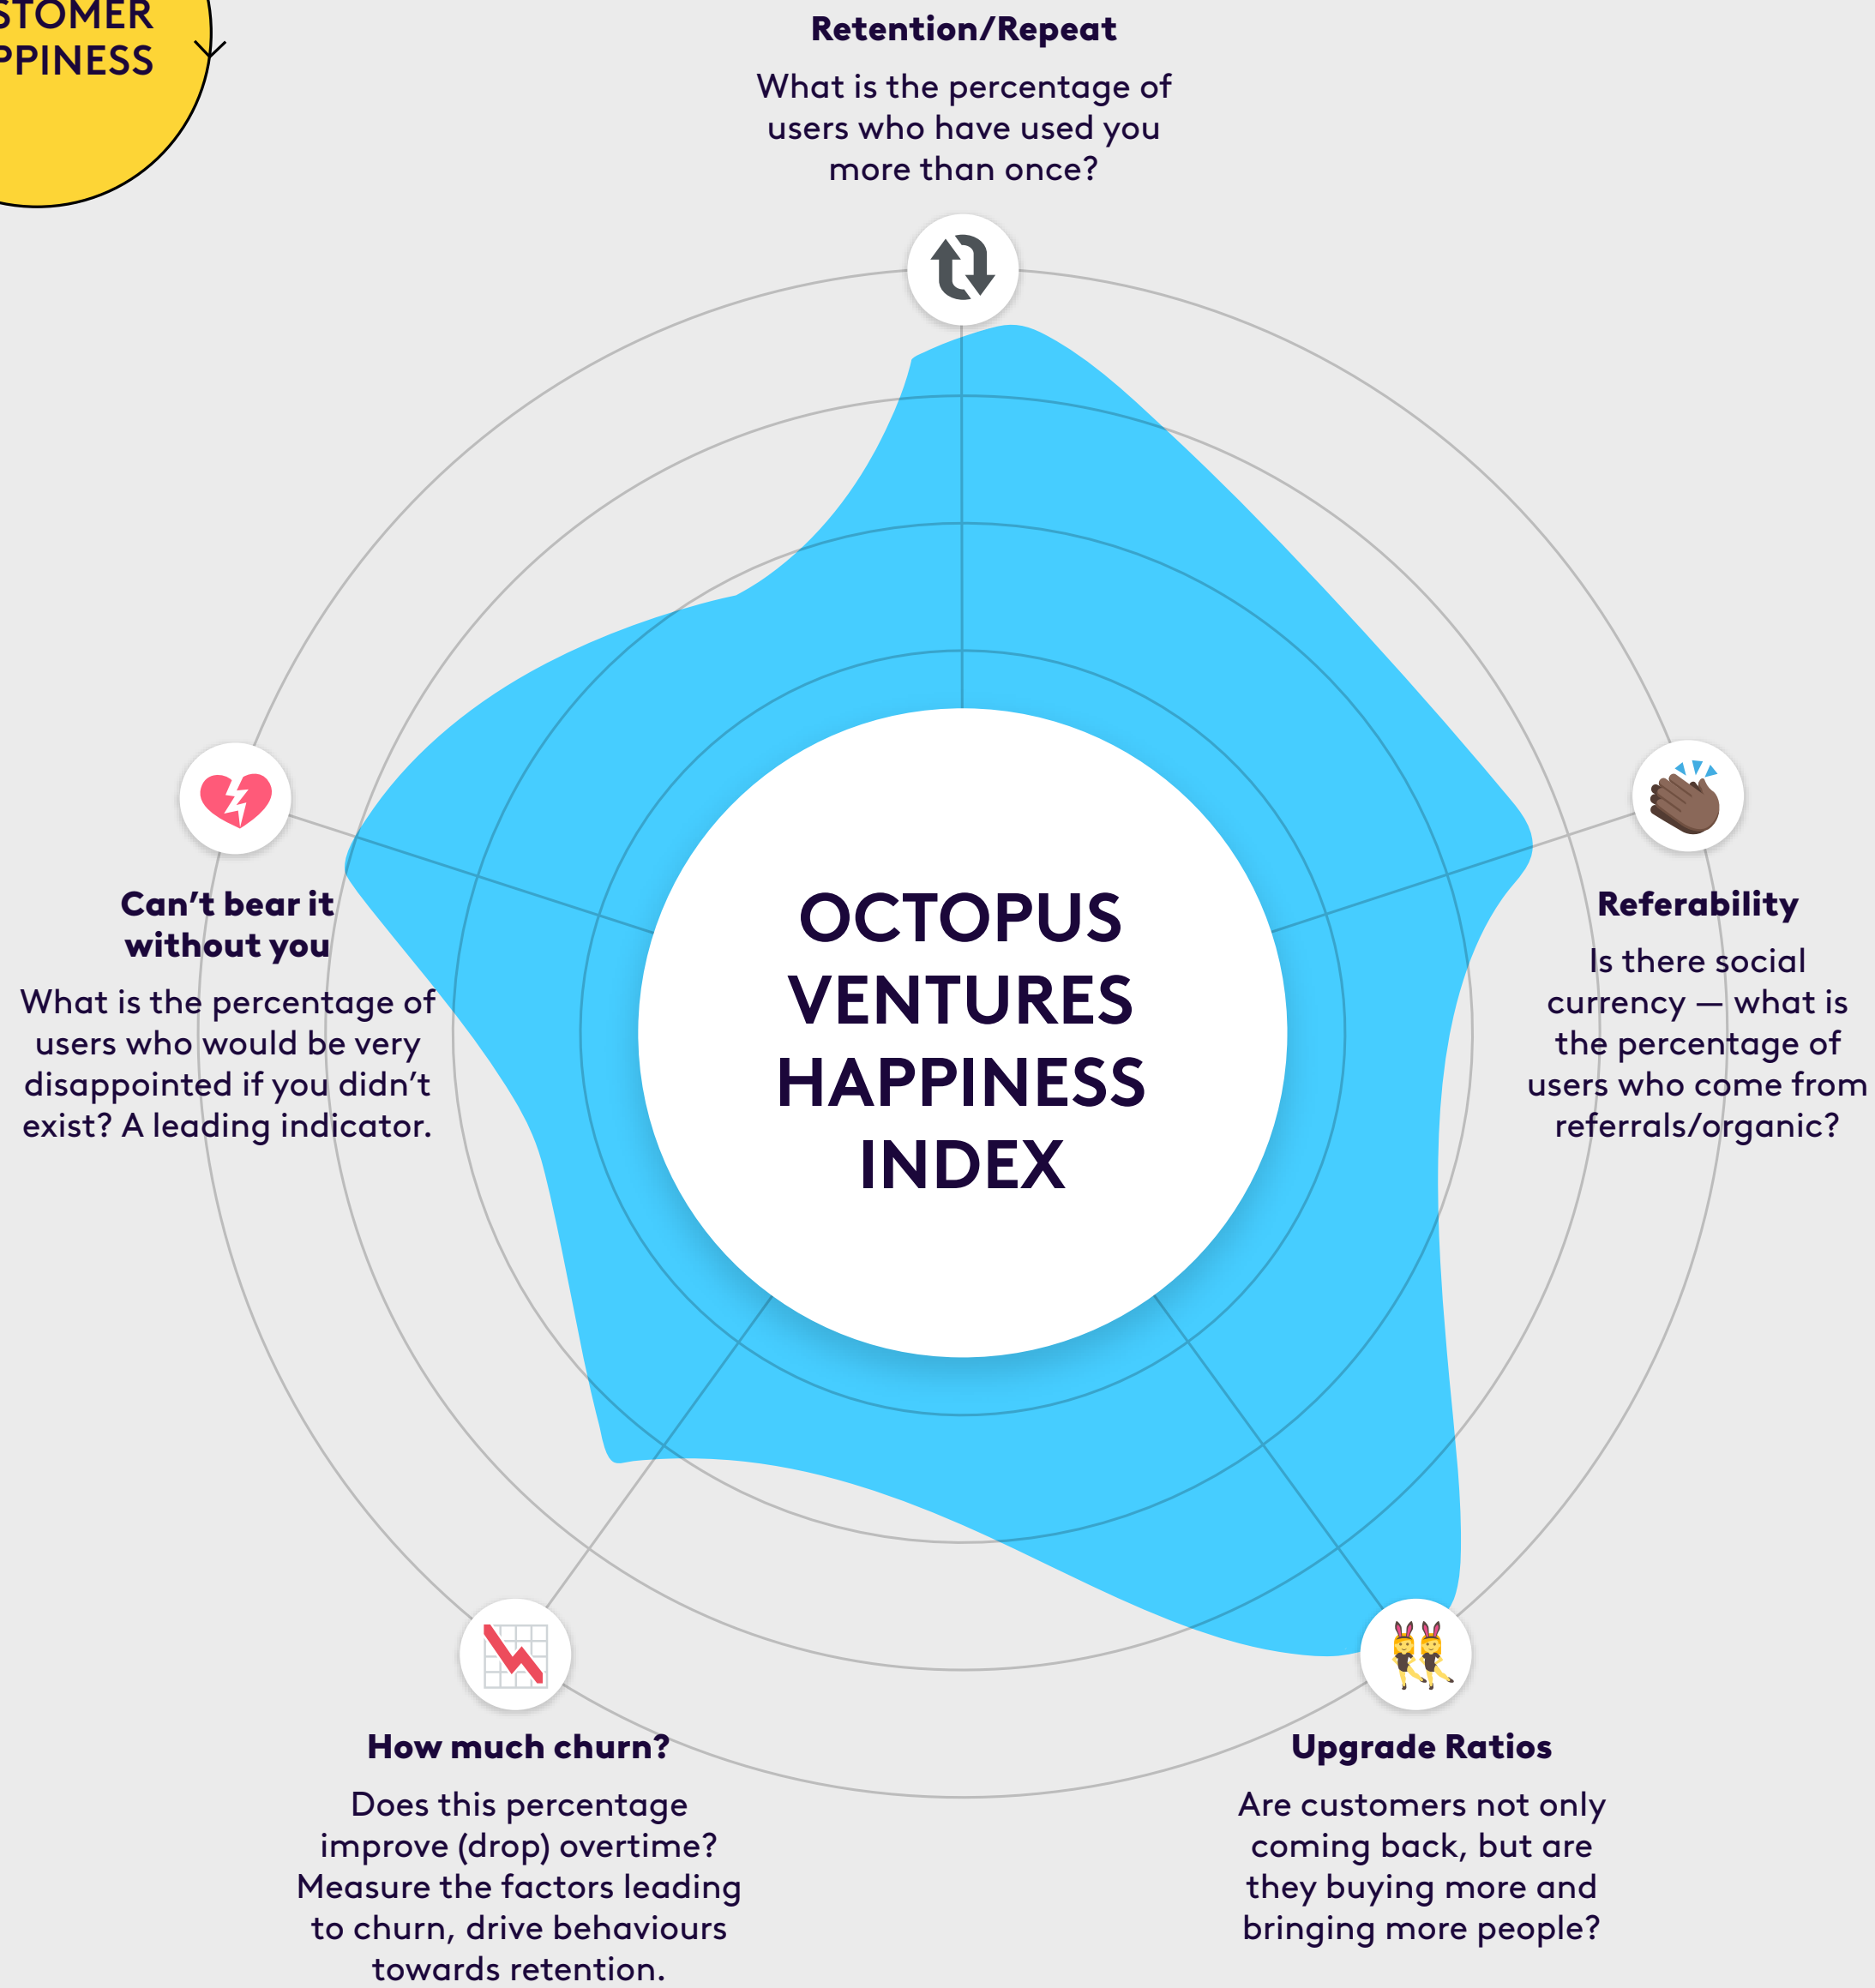 STOMER
PPINESS
Retention/Repeat
What is the percentage of
users who have used you
more than once?
Can’t bear it
without you
What is the percentage of
users who would be very
disappointed if you didn’t
exist? A leading indicator.
OCTOPUS
VENTURES
HAPPINESS
INDEX
Referability
Is there social
currency — what is
the percentage of
users who come from
referrals/organic?
How much churn?
Does this percentage
improve (drop) overtime?
Measure the factors leading
to churn, drive behaviours
towards retention.
Upgrade Ratios
Are customers not only
coming back, but are
they buying more and
bringing more people?